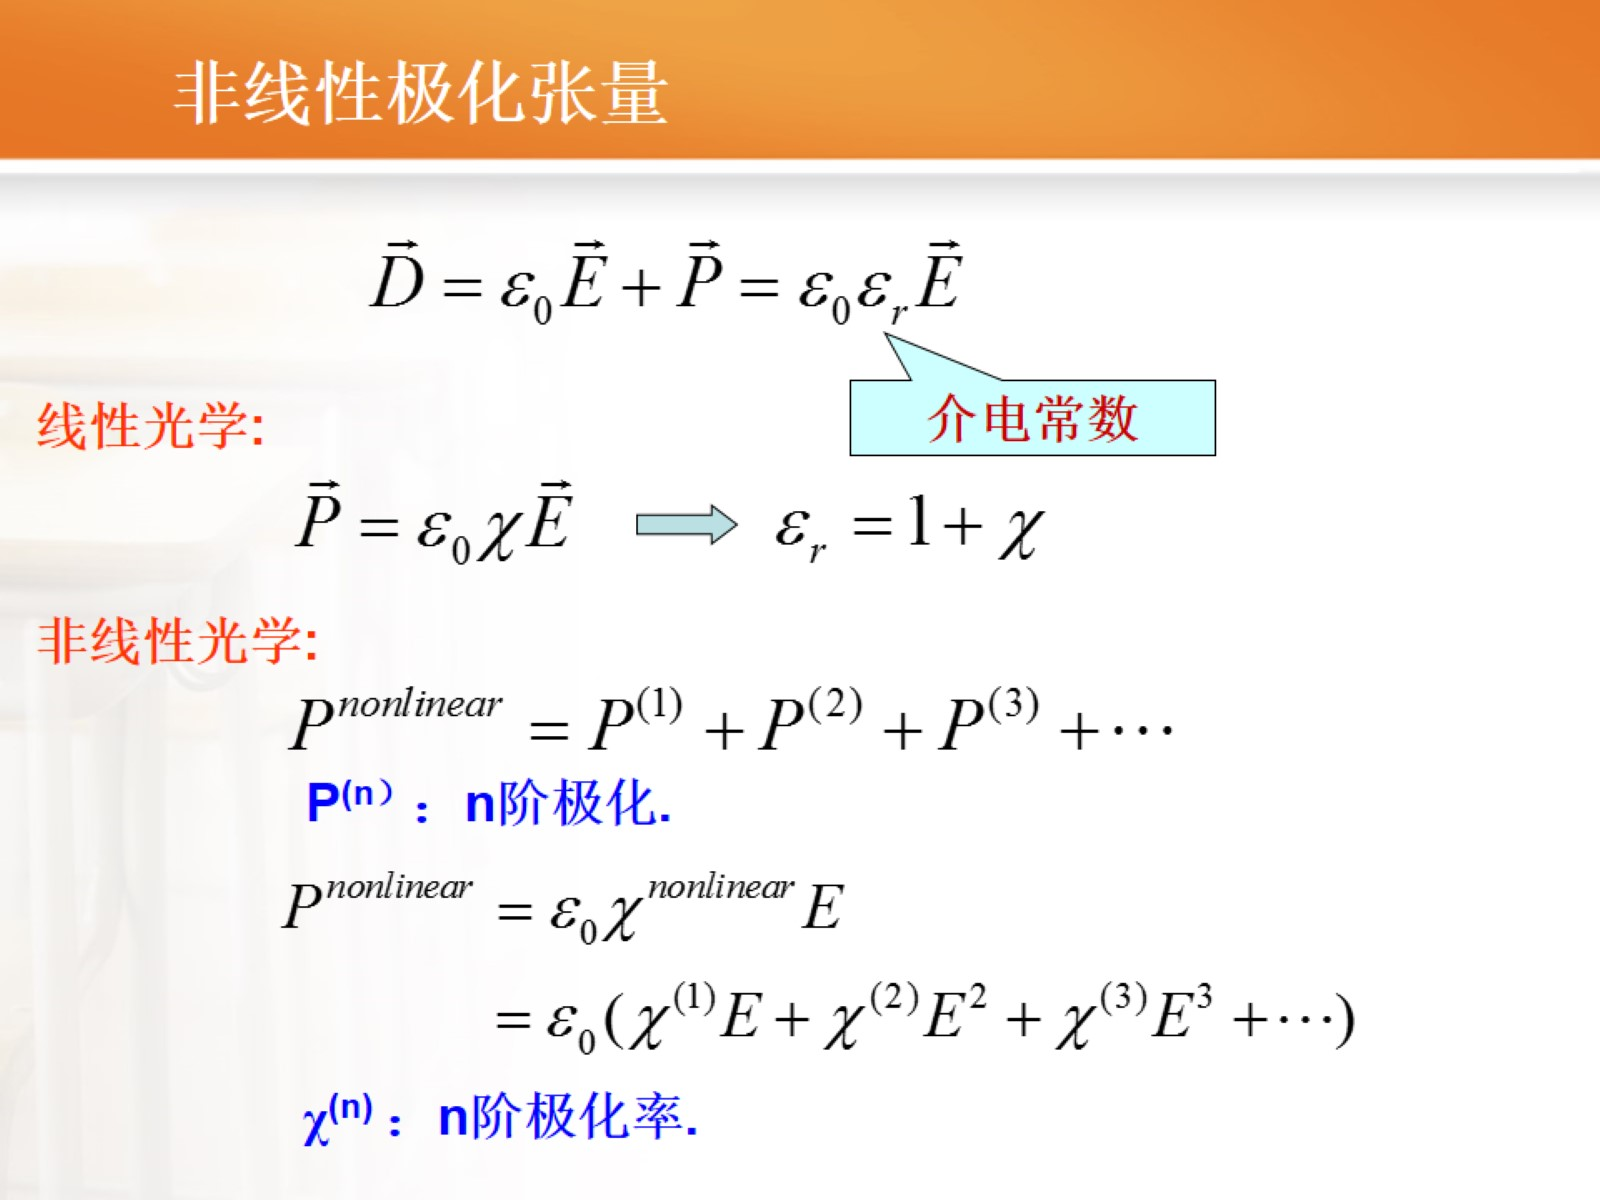 非线性极化张量
D⃗ = ε₀E⃗ + P⃗ = ε₀εᵣE⃗
介电常数
线性光学:
P⃗ = ε₀χE⃗ ⇒ εᵣ = 1 + χ
非线性光学:
P^nonlinear = P^(1) + P^(2) + P^(3) + ⋯
P^(n）：n阶极化.
P^nonlinear = ε₀χ^nonlinear E
= ε₀(χ^(1)E + χ^(2)E² + χ^(3)E³ + ⋯)
χ^(n)：n阶极化率.